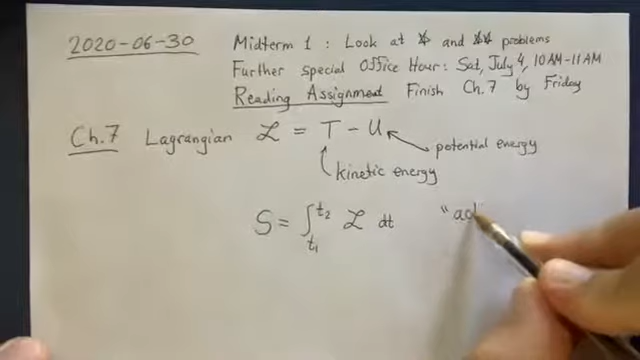 2020-06-30
Midterm 1 : Look at ☆ and ☆☆ problems
Further special Office Hour: Sat, July 4, 10AM-11AM
Reading Assignment Finish Ch.7 by Friday
Ch.7 Lagrangian ℒ = T - U
potential energy
kinetic energy
S = ∫_{t₁}^{t₂} ℒ dt "ac